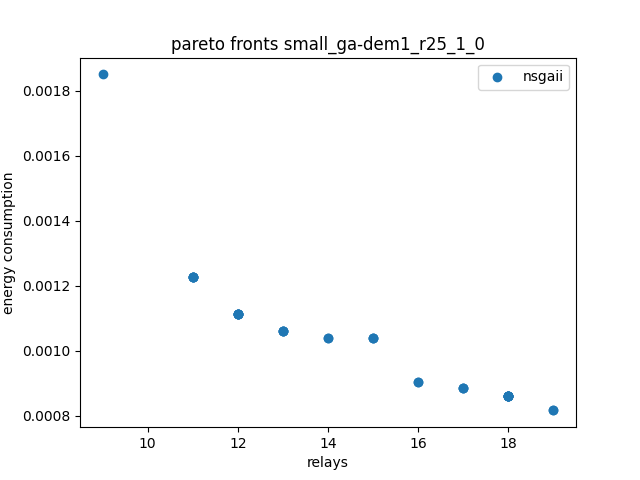 pareto fronts small_ga-dem1_r25_1_0
nsgaii
0.0018
0.0016
0.0014
0.0012
0.0010
0.0008
energy consumption
10 12 14 16 18
relays